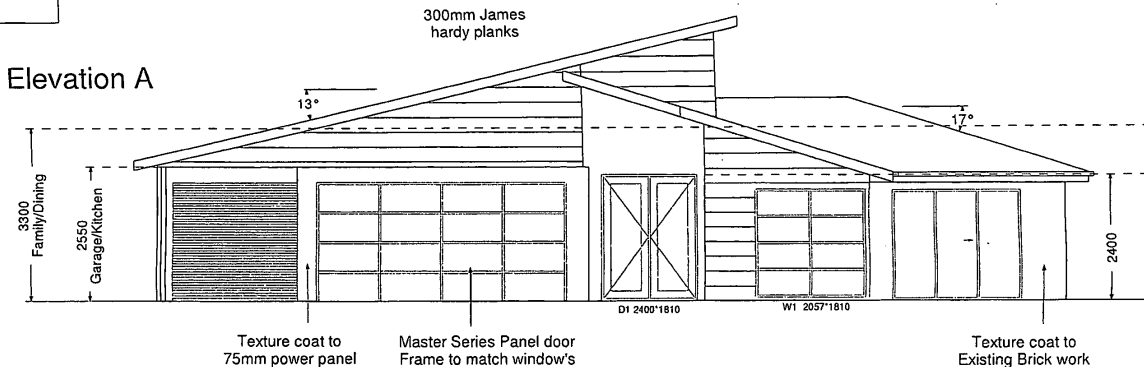 300mm James
hardy planks
Elevation A
13°
17°
3300
Family/Dining
2550
Garage/Kitchen
2400
D1 2400*1810
W1 2057*1810
Texture coat to
75mm power panel
Master Series Panel door
Frame to match window's
Texture coat to
Existing Brick work